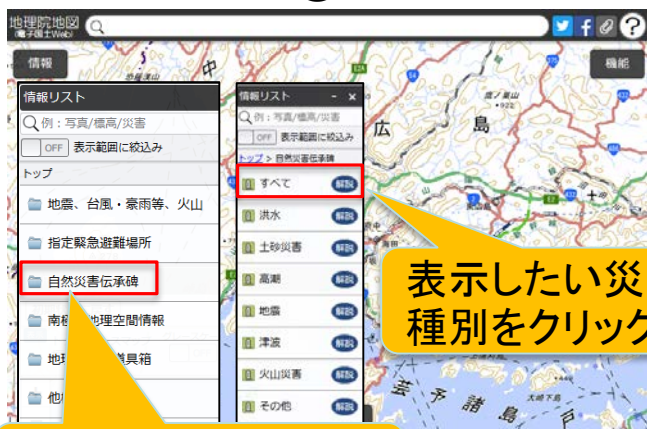 地理院地図
(電子国土Web)
情報
機能
情報リスト
例：写真/標高/災害
OFF 表示範囲に絞込み
トップ
地震、台風・豪雨等、火山
指定緊急避難場所
自然災害伝承碑
情報リスト - ×
例：写真/標高/災害
OFF 表示範囲に絞込み
トップ > 自然災害伝承碑
すべて 解説
洪水 解説
土砂災害 解説
高潮 解説
地震 解説
津波 解説
火山災害 解説
その他 解説
表示したい災
種別をクリック
広島
芸予諸島